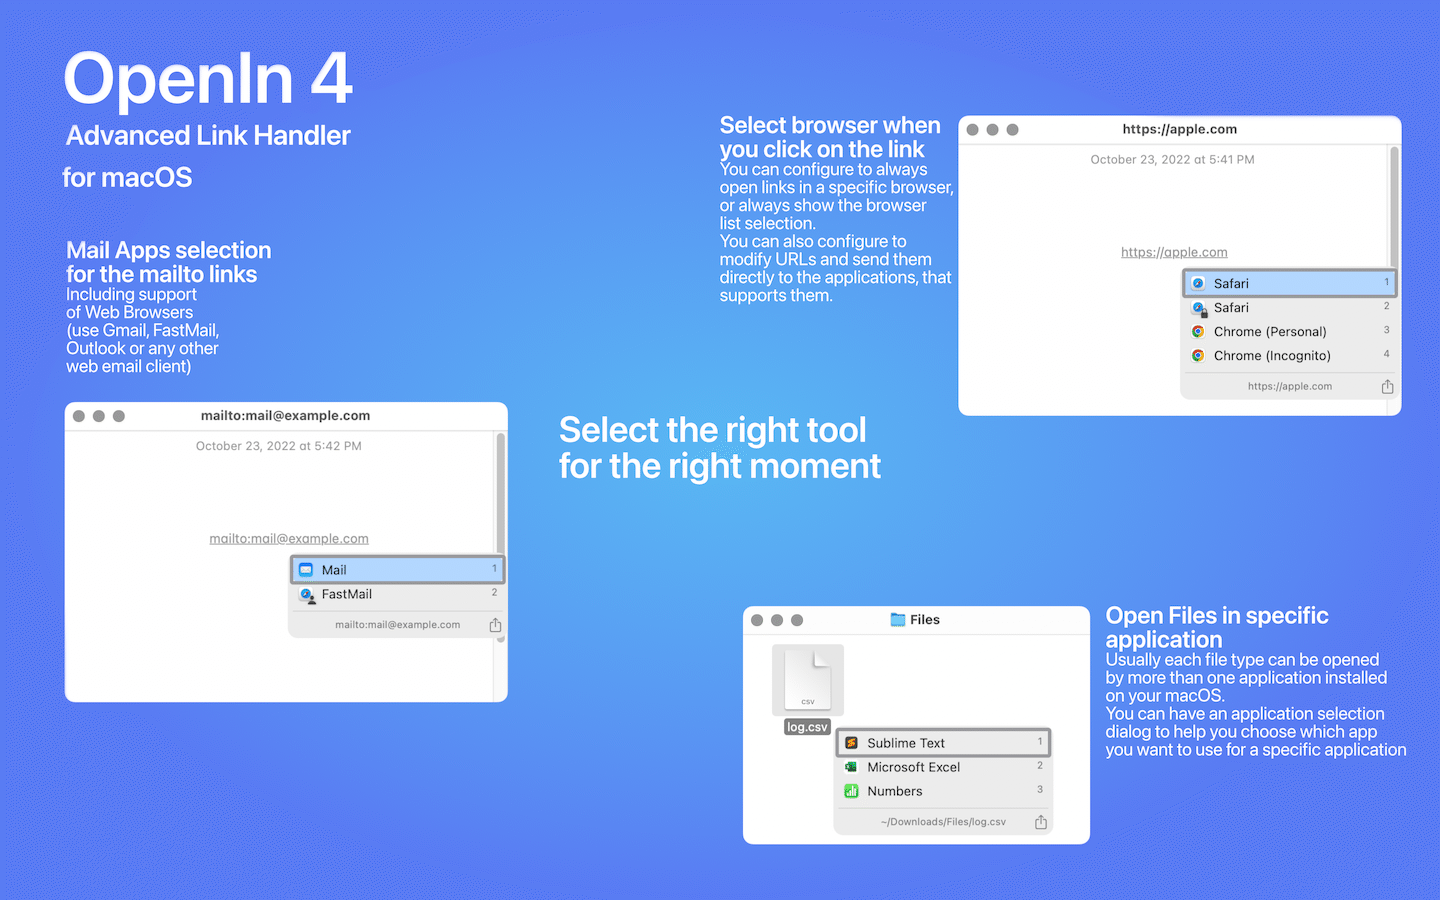 OpenIn 4
Advanced Link Handler
for macOS
Mail Apps selection
for the mailto links
Including support
of Web Browsers
(use Gmail, FastMail,
Outlook or any other
web email client)
mailto:mail@example.com
October 23, 2022 at 5:42 PM
mailto:mail@example.com
Mail 1
FastMail 2
mailto:mail@example.com
Select the right tool
for the right moment
Select browser when
you click on the link
You can configure to always
open links in a specific browser,
or always show the browser
list selection.
You can also configure to
modify URLs and send them
directly to the applications, that
supports them.
https://apple.com
October 23, 2022 at 5:41 PM
https://apple.com
Safari 1
Safari 2
Chrome (Personal) 3
Chrome (Incognito) 4
https://apple.com
Files
csv
log.csv
Sublime Text 1
Microsoft Excel 2
Numbers 3
~/Downloads/Files/log.csv
Open Files in specific
application
Usually each file type can be opened
by more than one application installed
on your macOS.
You can have an application selection
dialog to help you choose which app
you want to use for a specific application